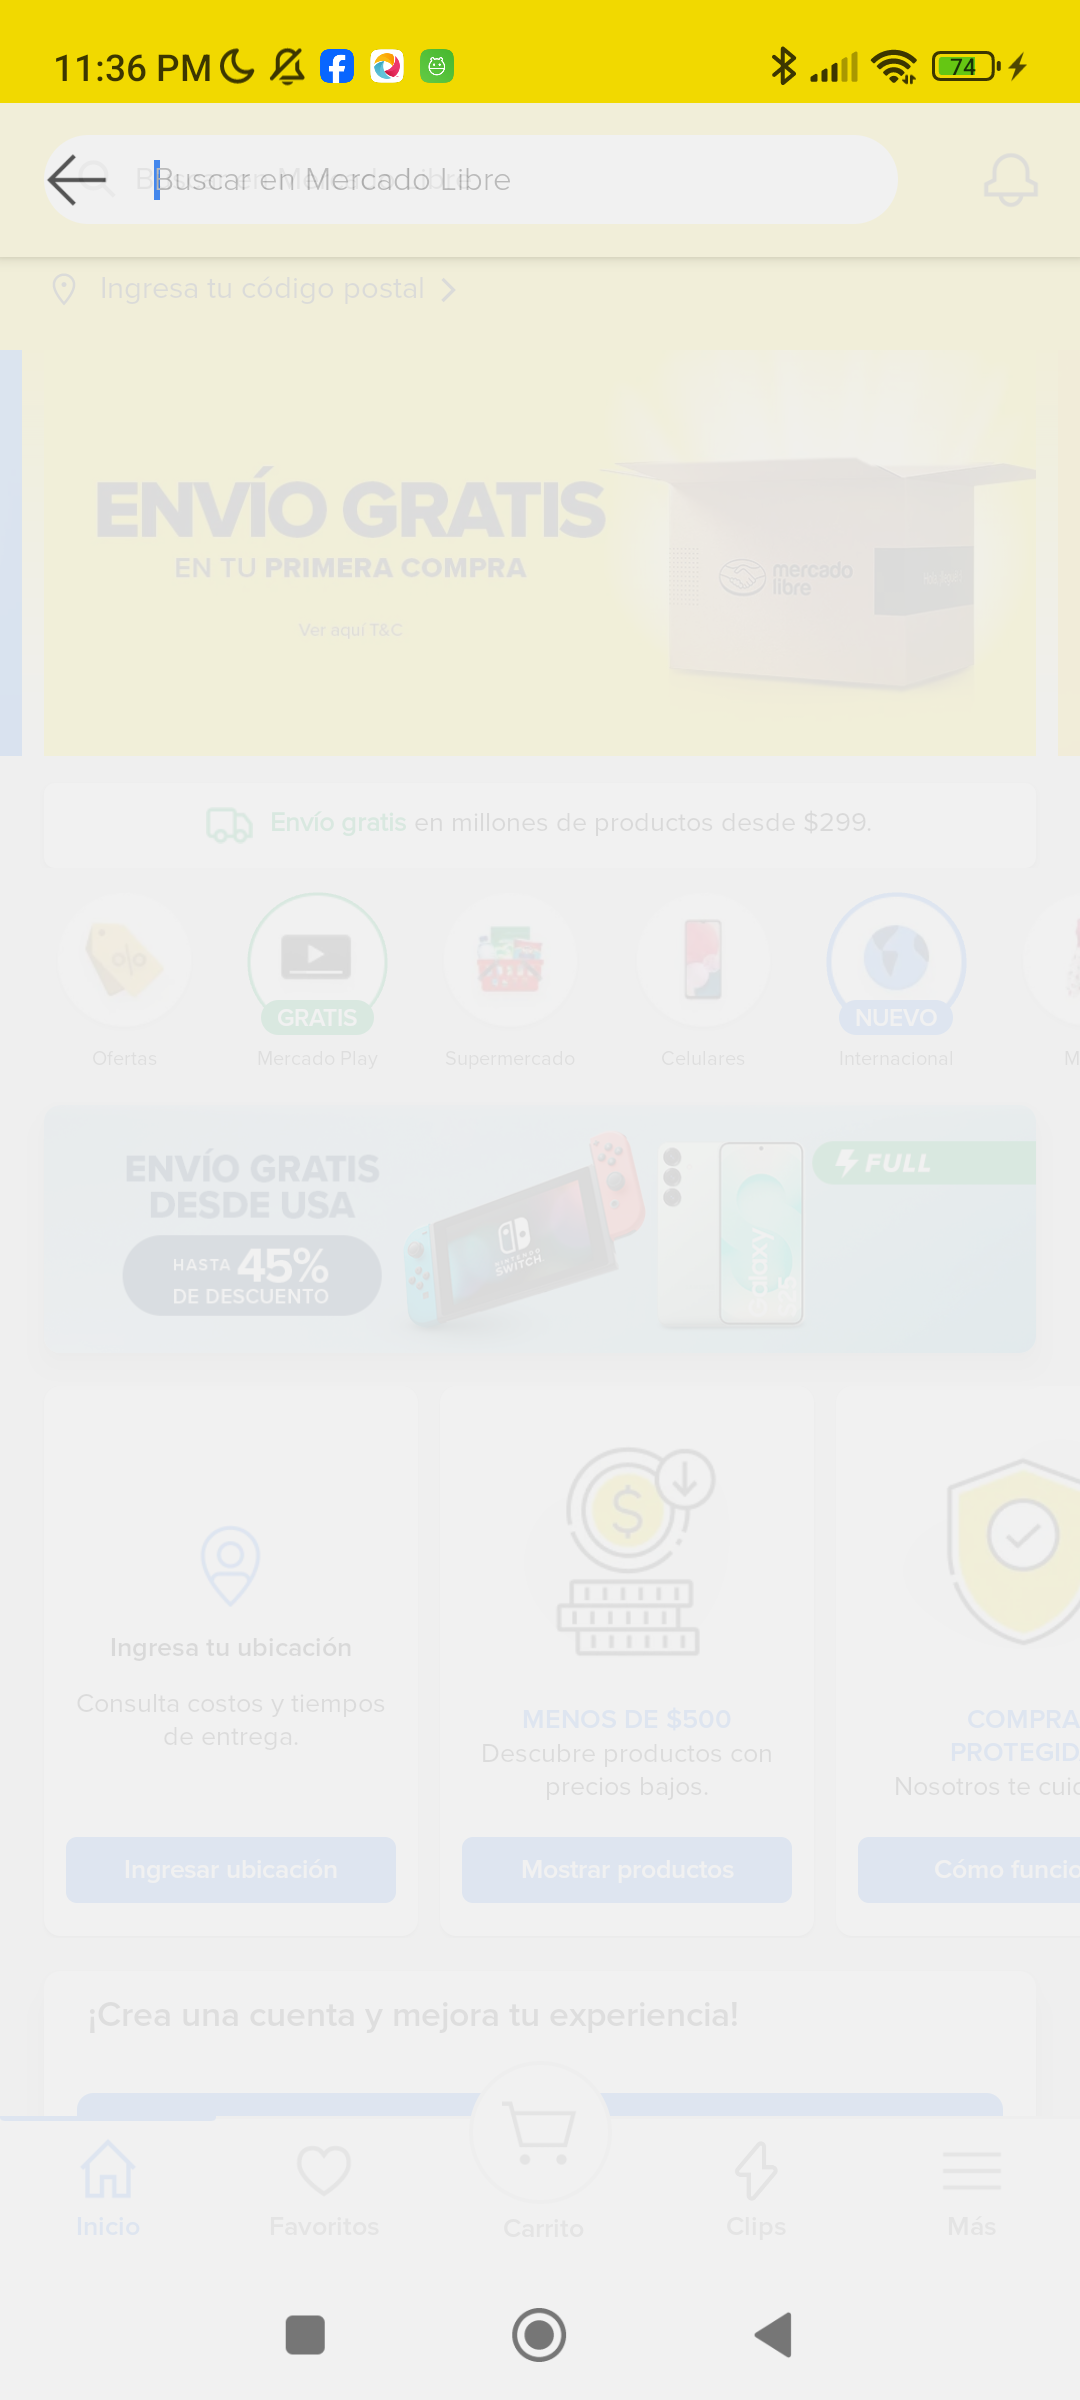 11:36 PM
74
Buscar en Mercado Libre
Ingresa tu código postal
ENVÍO GRATIS
EN TU PRIMERA COMPRA
Ver aquí T&C
mercado
libre
Envío gratis en millones de productos desde $299.
GRATIS
NUEVO
Ofertas
Mercado Play
Supermercado
Celulares
Internacional
M
ENVÍO GRATIS
DESDE USA
HASTA 45%
DE DESCUENTO
NINTENDO
SWITCH
Galaxy
FULL
Ingresa tu ubicación
Consulta costos y tiempos
de entrega.
Ingresar ubicación
MENOS DE $500
Descubre productos con
precios bajos.
Mostrar productos
COMPRA
PROTEGID
Nosotros te cuid
Cómo funcio
¡Crea una cuenta y mejora tu experiencia!
Inicio
Favoritos
Carrito
Clips
Más